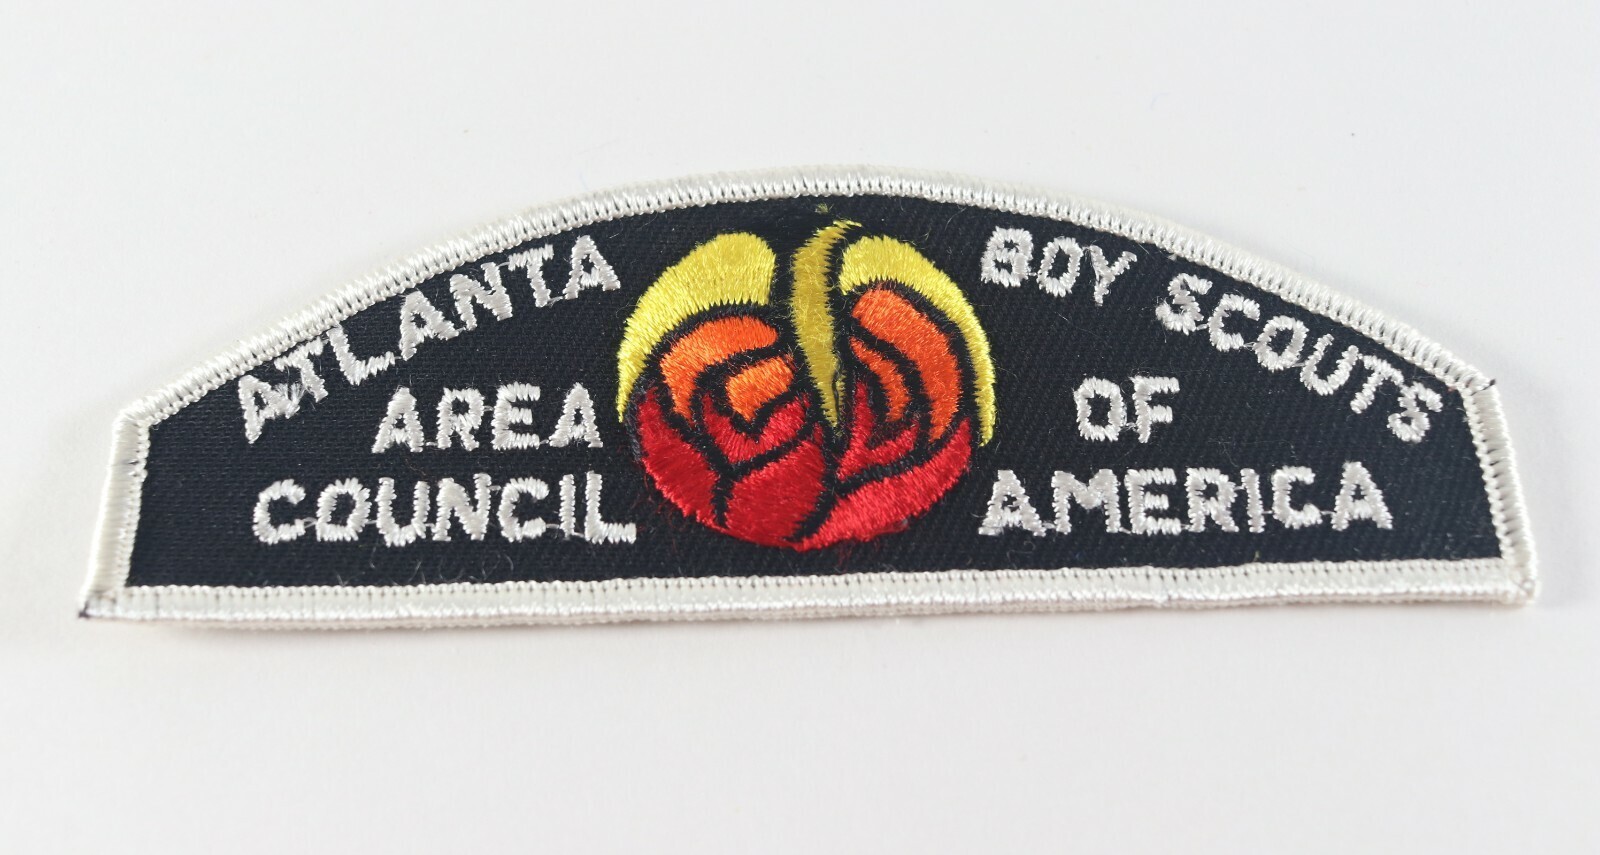 ATLANTA
AREA
COUNCIL
BOY SCOUTS
OF
AMERICA